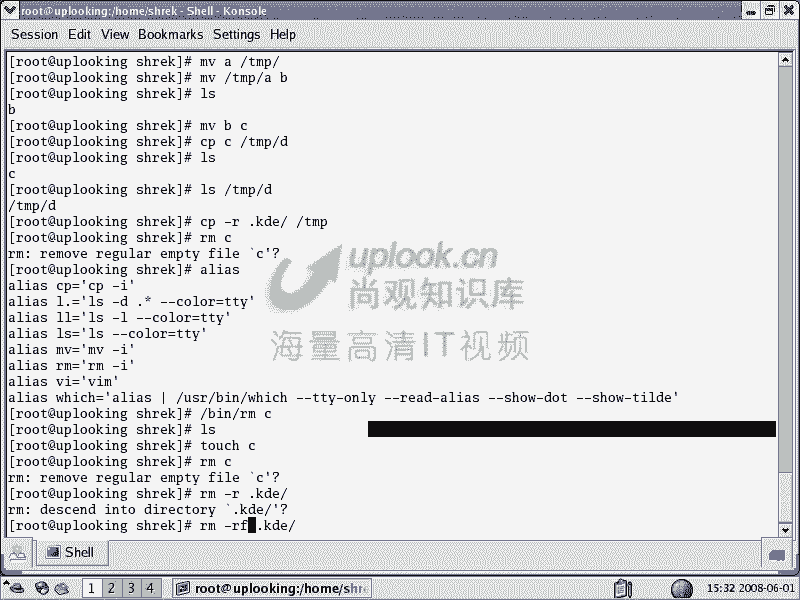 root@uplooking:/home/shrek - Shell - Konsole
Session Edit View Bookmarks Settings Help
[root@uplooking shrek]# mv a /tmp/
[root@uplooking shrek]# mv /tmp/a b
[root@uplooking shrek]# ls
b
[root@uplooking shrek]# mv b c
[root@uplooking shrek]# cp c /tmp/d
[root@uplooking shrek]# ls
c
[root@uplooking shrek]# ls /tmp/d
/tmp/d
[root@uplooking shrek]# cp -r .kde/ /tmp
[root@uplooking shrek]# rm c
rm: remove regular empty file `c'?
[root@uplooking shrek]# alias
alias cp='cp -i'
alias l.='ls -d .* --color=tty'
alias ll='ls -l --color=tty'
alias ls='ls --color=tty'
alias mv='mv -i'
alias rm='rm -i'
alias vi='vim'
alias which='alias | /usr/bin/which --tty-only --read-alias --show-dot --show-tilde'
[root@uplooking shrek]# /bin/rm c
[root@uplooking shrek]# ls
[root@uplooking shrek]# touch c
[root@uplooking shrek]# rm c
rm: remove regular empty file `c'?
[root@uplooking shrek]# rm -r .kde/
rm: descend into directory `.kde/'?
[root@uplooking shrek]# rm -rf .kde/
uplook.cn
尚观知识库
海量高清IT视频
Shell
1 2 3 4 root@uplooking:/home/shre 15:32 2008-06-01